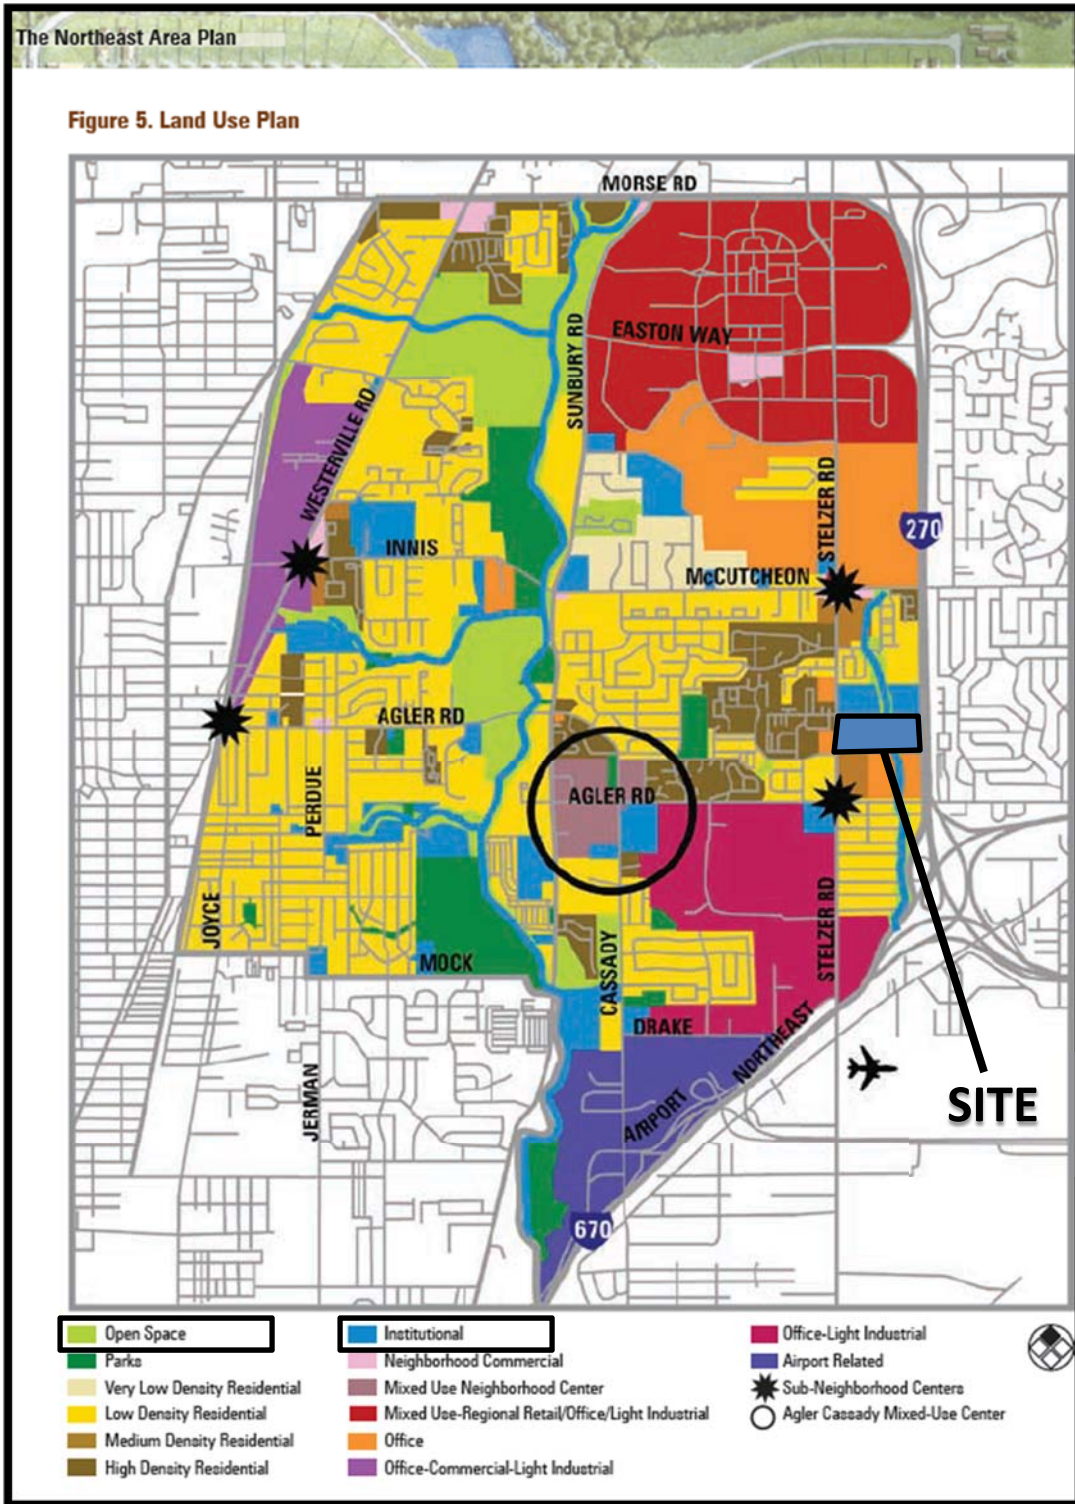 The Northeast Area Plan
Figure 5. Land Use Plan
MORSE RD
EASTON WAY
SUNBURY RD
WESTERVILLE RD
STELZER RD
270
INNIS
McCUTCHEON
AGLER RD
AGLER RD
PERDUE
JOYCE
STELZER RD
MOCK
CASSADY
DRAKE
NORTHEAST
AIRPORT
JERMAN
SITE
670
Open Space
Parks
Very Low Density Residential
Low Density Residential
Medium Density Residential
High Density Residential
Institutional
Neighborhood Commercial
Mixed Use Neighborhood Center
Mixed Use-Regional Retail/Office/Light Industrial
Office
Office-Commercial-Light Industrial
Office-Light Industrial
Airport Related
Sub-Neighborhood Centers
Agler Cassady Mixed-Use Center